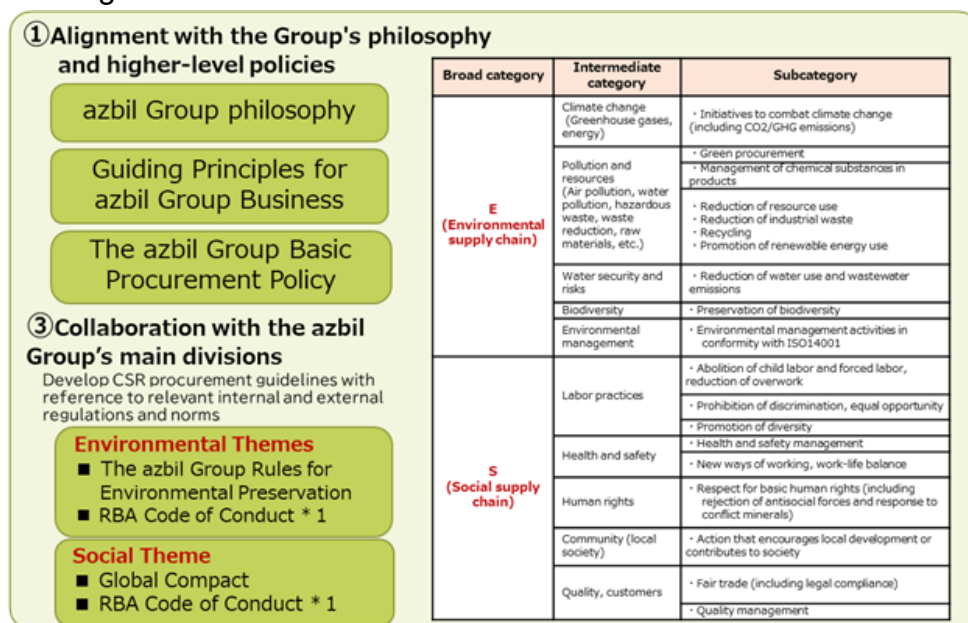 ①Alignment with the Group's philosophy
and higher-level policies
azbil Group philosophy
Guiding Principles for
azbil Group Business
The azbil Group Basic
Procurement Policy
③Collaboration with the azbil
Group's main divisions
Develop CSR procurement guidelines with
reference to relevant internal and external
regulations and norms
Environmental Themes
■ The azbil Group Rules for
Environmental Preservation
■ RBA Code of Conduct * 1
Social Theme
■ Global Compact
■ RBA Code of Conduct * 1
Broad category
Intermediate
category
Subcategory
E
(Environmental
supply chain)
Climate change
(Greenhouse gases,
energy)
・Initiatives to combat climate change
(including CO2/GHG emissions)
Pollution and
resources
(Air pollution, water
pollution, hazardous
waste, waste
reduction, raw
materials, etc.)
・Green procurement
・Management of chemical substances in
products
・Reduction of resource use
・Reduction of industrial waste
・Recycling
・Promotion of renewable energy use
Water security and
risks
・Reduction of water use and wastewater
emissions
Biodiversity
・Preservation of biodiversity
Environmental
management
・Environmental management activities in
conformity with ISO14001
S
(Social supply
chain)
Labor practices
・Abolition of child labor and forced labor,
reduction of overwork
・Prohibition of discrimination, equal opportunity
・Promotion of diversity
Health and safety
・Health and safety management
・New ways of working, work-life balance
Human rights
・Respect for basic human rights (including
rejection of antisocial forces and response to
conflict minerals)
Community (local
society)
・Action that encourages local development or
contributes to society
Quality, customers
・Fair trade (including legal compliance)
・Quality management